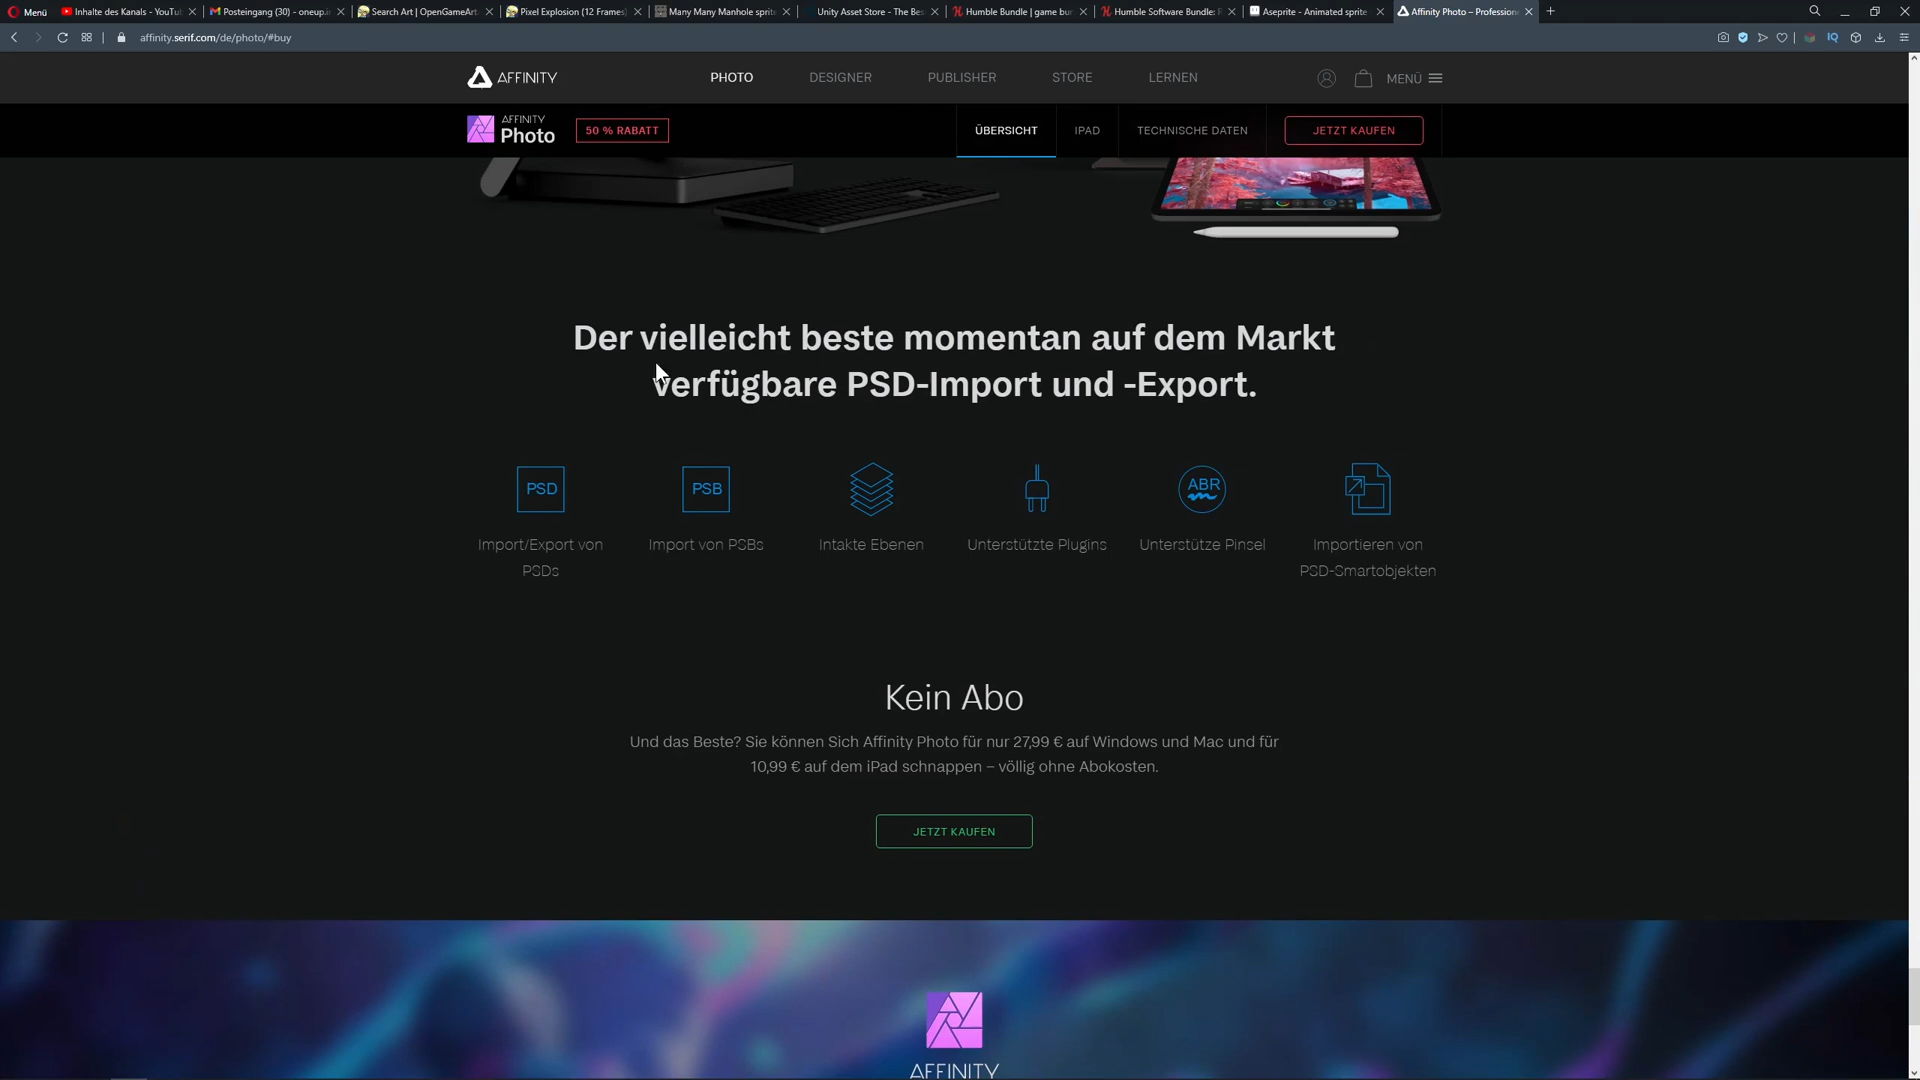 Menü
Inhalte des Kanals - YouTu
Posteingang (30) - oneup.i
Search Art | OpenGameArt.
Pixel Explosion (12 Frames)
Many Many Manhole sprite
Unity Asset Store - The Bes
Humble Bundle | game bun
Humble Software Bundle: R
Aseprite - Animated sprite
Affinity Photo – Profession
affinity.serif.com/de/photo/#buy
IQ
AFFINITY
PHOTO
DESIGNER
PUBLISHER
STORE
LERNEN
MENÜ
AFFINITY
Photo
50 % RABATT
ÜBERSICHT
IPAD
TECHNISCHE DATEN
JETZT KAUFEN
Der vielleicht beste momentan auf dem Markt
verfügbare PSD-Import und -Export.
PSD
PSB
ABR
Import/Export von
PSDs
Import von PSBs
Intakte Ebenen
Unterstützte Plugins
Unterstütze Pinsel
Importieren von
PSD-Smartobjekten
Kein Abo
Und das Beste? Sie können Sich Affinity Photo für nur 27,99 € auf Windows und Mac und für
10,99 € auf dem iPad schnappen – völlig ohne Abokosten.
JETZT KAUFEN
AFFINITY